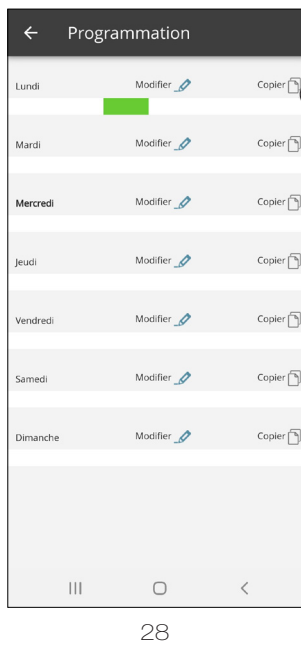 Programmation
Lundi Modifier Copier
Mardi Modifier Copier
Mercredi Modifier Copier
Jeudi Modifier Copier
Vendredi Modifier Copier
Samedi Modifier Copier
Dimanche Modifier Copier
28